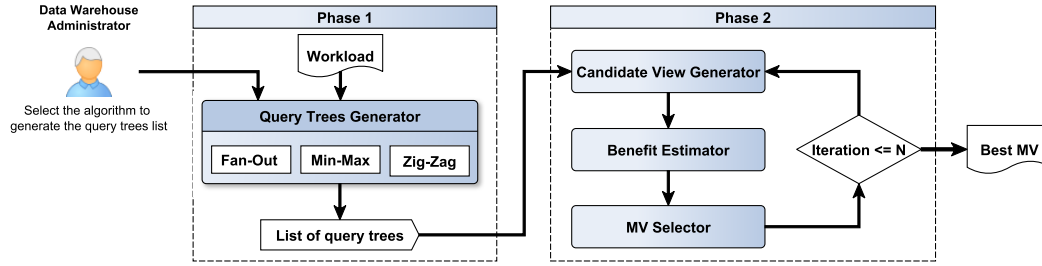 Data Warehouse
Administrator
Select the algorithm to
generate the query trees list
Phase 1
Workload
Query Trees Generator
Fan-Out
Min-Max
Zig-Zag
List of query trees
Phase 2
Candidate View Generator
Benefit Estimator
MV Selector
Iteration <= N
Best MV